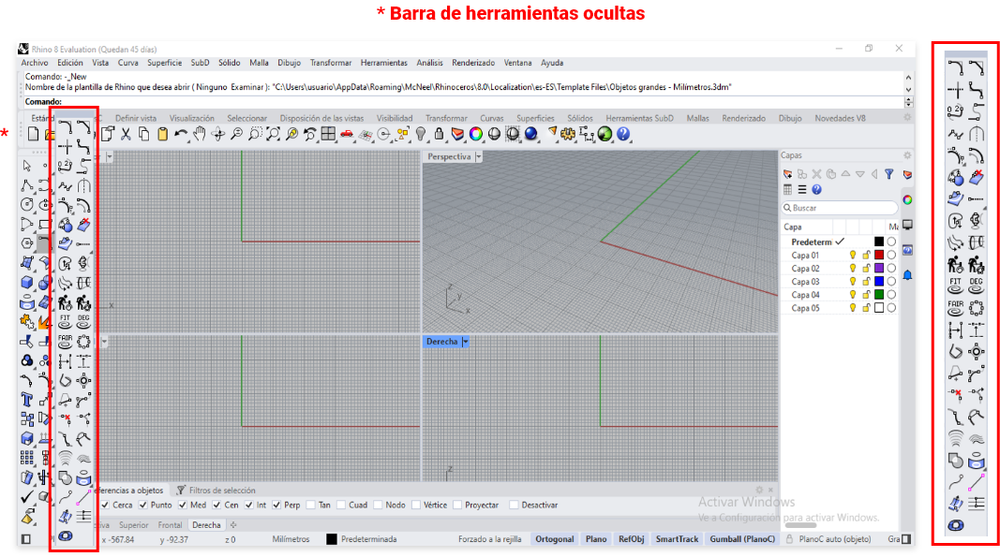 * Barra de herramientas ocultas
Rhino 8 Evaluation (Quedan 45 días)
Archivo Edición Vista Curva Superficie SubD Sólido Malla Dibujo Transformar Herramientas Análisis Renderizado Ventana Ayuda
Comando: -_New
Nombre de la plantilla de Rhino que desea abrir ( Ninguno Examinar ): "C:\Users\usuario\AppData\Roaming\McNeel\Rhinoceros\8.0\Localization\es-ES\Template Files\Objetos grandes - Milímetros.3dm"
Comando:
Estánd Definir vista Visualización Seleccionar Disposición de las vistas Visibilidad Transformar Curvas Superficies Sólidos Herramientas SubD Mallas Renderizado Dibujo Novedades V8
*
Perspectiva
Capas
Buscar
Capa Ma
Predeterm
Capa 01
Capa 02
Capa 03
Capa 04
Capa 05
z
y
x
x
FIT DEG
FAIR
FIT DEG
FAIR
Derecha
z
eferencias a objetos Filtros de selección
Cerca Punto Med Cen Int Perp Tan Cuad Nodo Vértice Proyectar Desactivar
Activar Windows
Ve a Configuración para activar Windows.
iva Superior Frontal Derecha
x -567.84 y -92.37 z 0 Milímetros Predeterminada Forzado a la rejilla Ortogonal Plano RefObj SmartTrack Gumball (PlanoC) PlanoC auto (objeto) Gra